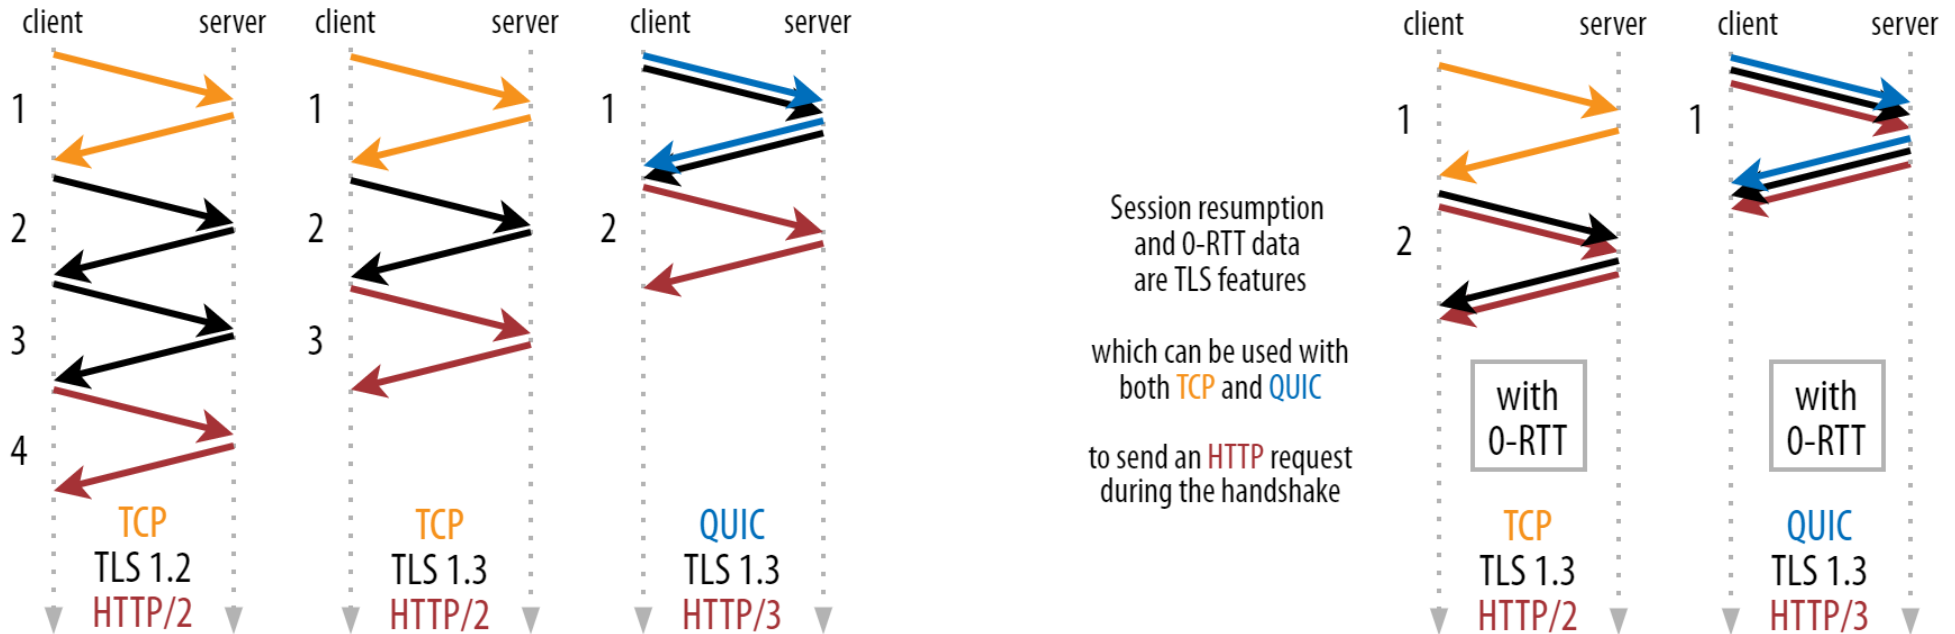 client
server
1
2
3
4
TCP
TLS 1.2
HTTP/2
client
server
1
2
3
TCP
TLS 1.3
HTTP/2
client
server
1
2
QUIC
TLS 1.3
HTTP/3
Session resumption
and 0-RTT data
are TLS features
which can be used with
both TCP and QUIC
to send an HTTP request
during the handshake
client
server
1
2
with
0-RTT
TCP
TLS 1.3
HTTP/2
client
server
1
with
0-RTT
QUIC
TLS 1.3
HTTP/3